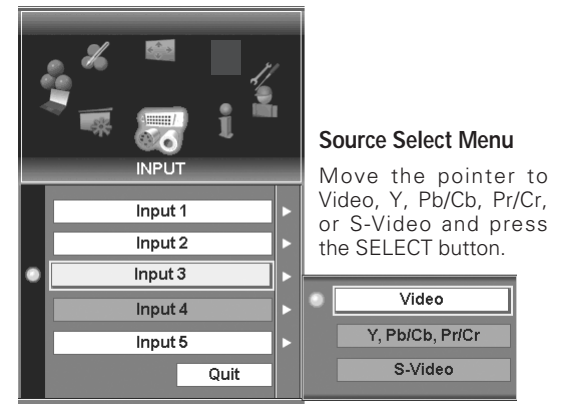 INPUT
Input 1
Input 2
Input 3
Input 4
Input 5
Quit
Source Select Menu
Move the pointer to
Video, Y, Pb/Cb, Pr/Cr,
or S-Video and press
the SELECT button.
Video
Y, Pb/Cb, Pr/Cr
S-Video